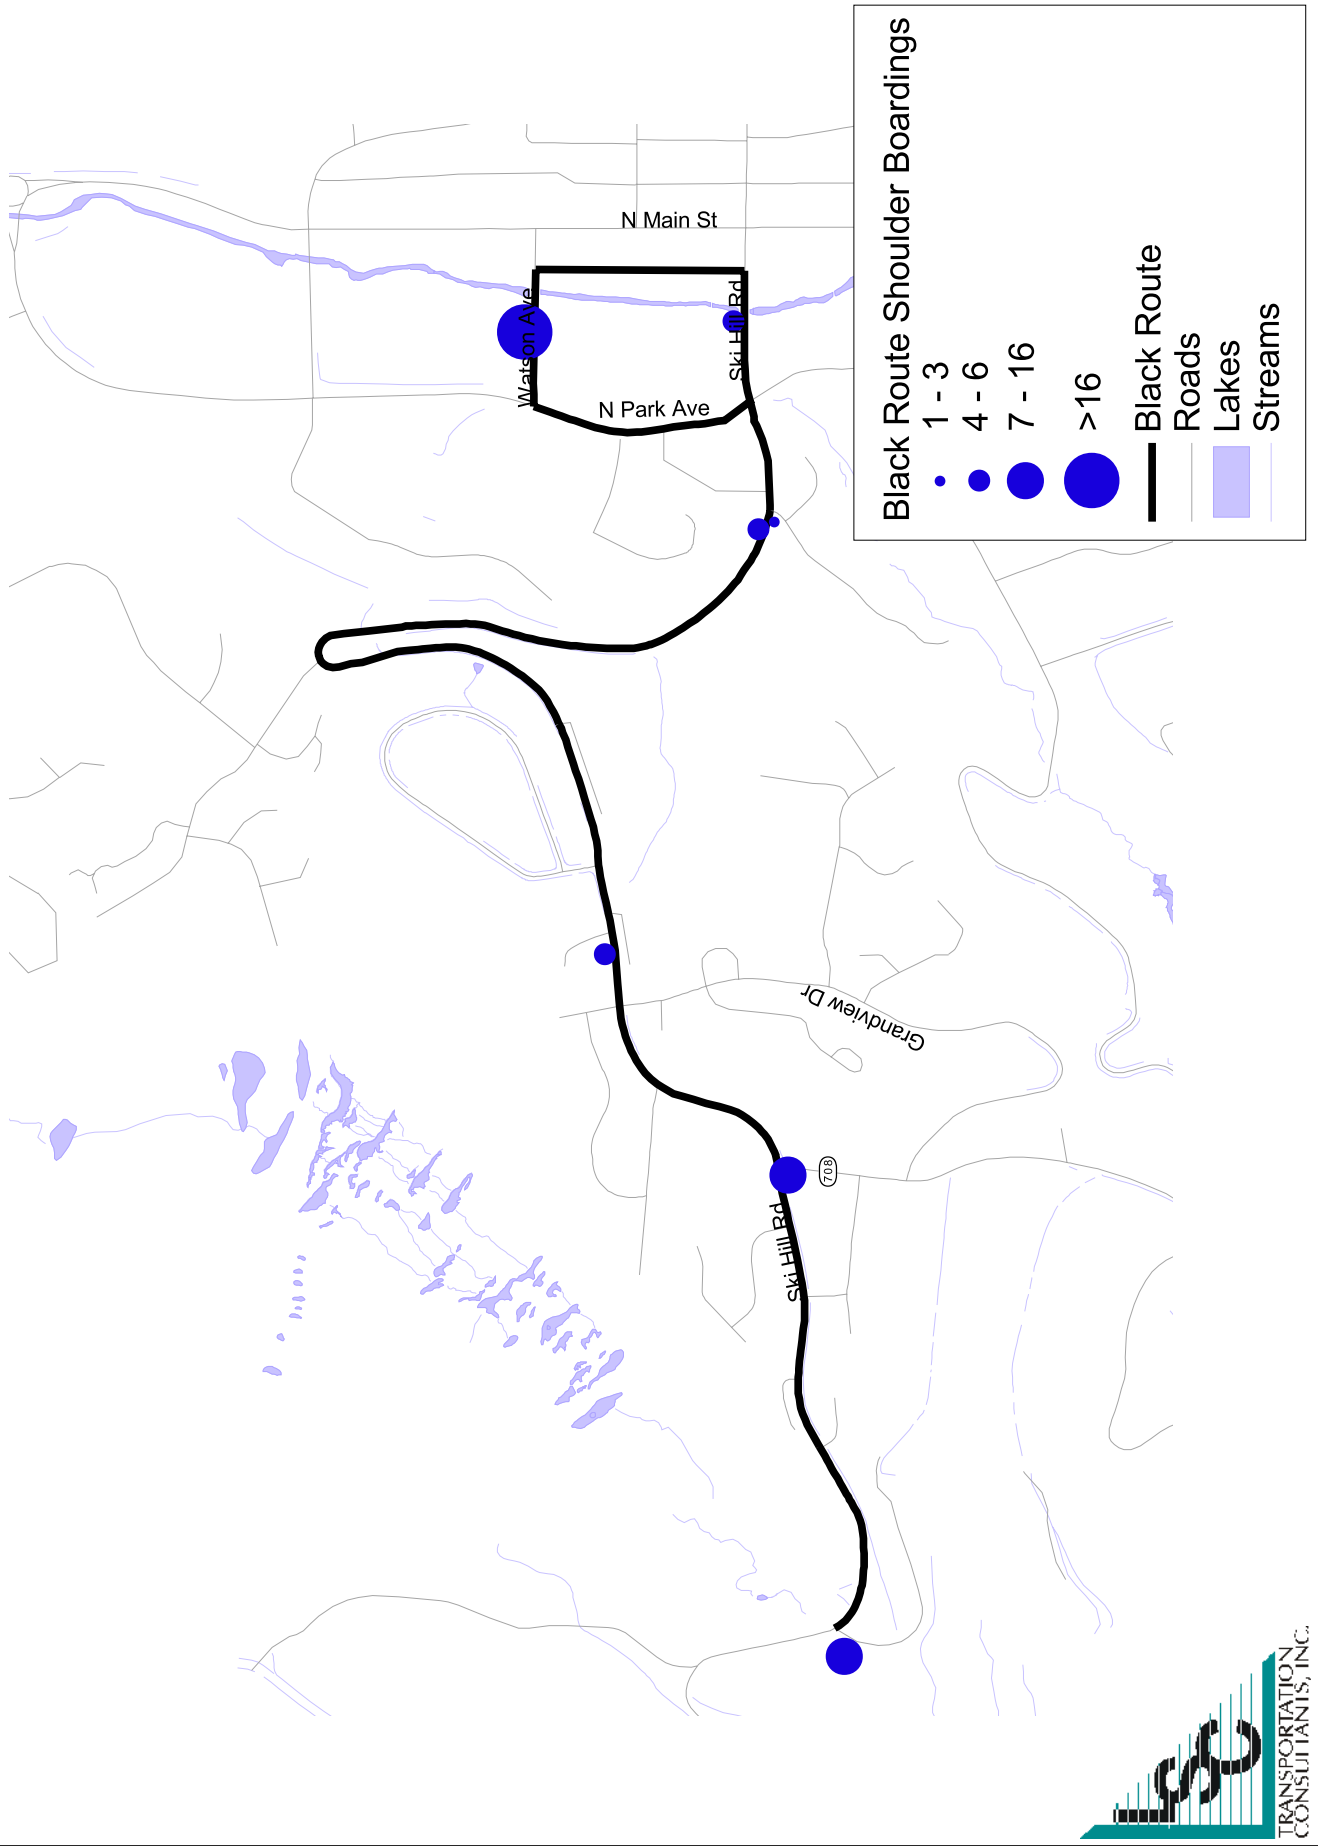 Black Route Shoulder Boardings
1 - 3
4 - 6
7 - 16
>16
Black Route
Roads
Lakes
Streams
N Main St
Watson Ave
Ski Hill Rd
N Park Ave
Grandview Dr
708
Ski Hill Rd
LSC
TRANSPORTATION
CONSULTANTS, INC.